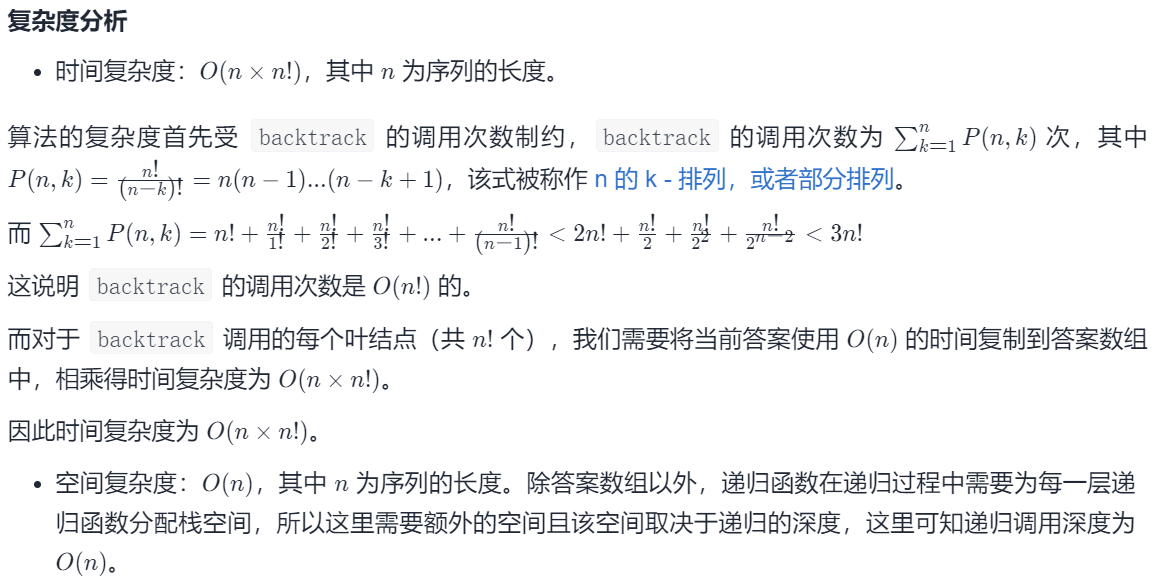 复杂度分析
• 时间复杂度：O(n × n!)，其中 n 为序列的长度。
算法的复杂度首先受 backtrack 的调用次数制约， backtrack 的调用次数为 ∑_{k=1}^{n} P(n, k) 次，其中
P(n, k) = \frac{n!}{(n−k)!} = n(n − 1)...(n − k + 1)，该式被称作 n 的 k - 排列，或者部分排列。
而 ∑_{k=1}^{n} P(n, k) = n! + \frac{n!}{1!} + \frac{n!}{2!} + \frac{n!}{3!} + ... + \frac{n!}{(n−1)!} < 2n! + \frac{n!}{2} + \frac{n!}{2^2} + \frac{n!}{2^{n−2}} < 3n!
这说明 backtrack 的调用次数是 O(n!) 的。
而对于 backtrack 调用的每个叶结点（共 n! 个），我们需要将当前答案使用 O(n) 的时间复制到答案数组
中，相乘得时间复杂度为 O(n × n!)。
因此时间复杂度为 O(n × n!)。
• 空间复杂度：O(n)，其中 n 为序列的长度。除答案数组以外，递归函数在递归过程中需要为每一层递
归函数分配栈空间，所以这里需要额外的空间且该空间取决于递归的深度，这里可知递归调用深度为
O(n)。